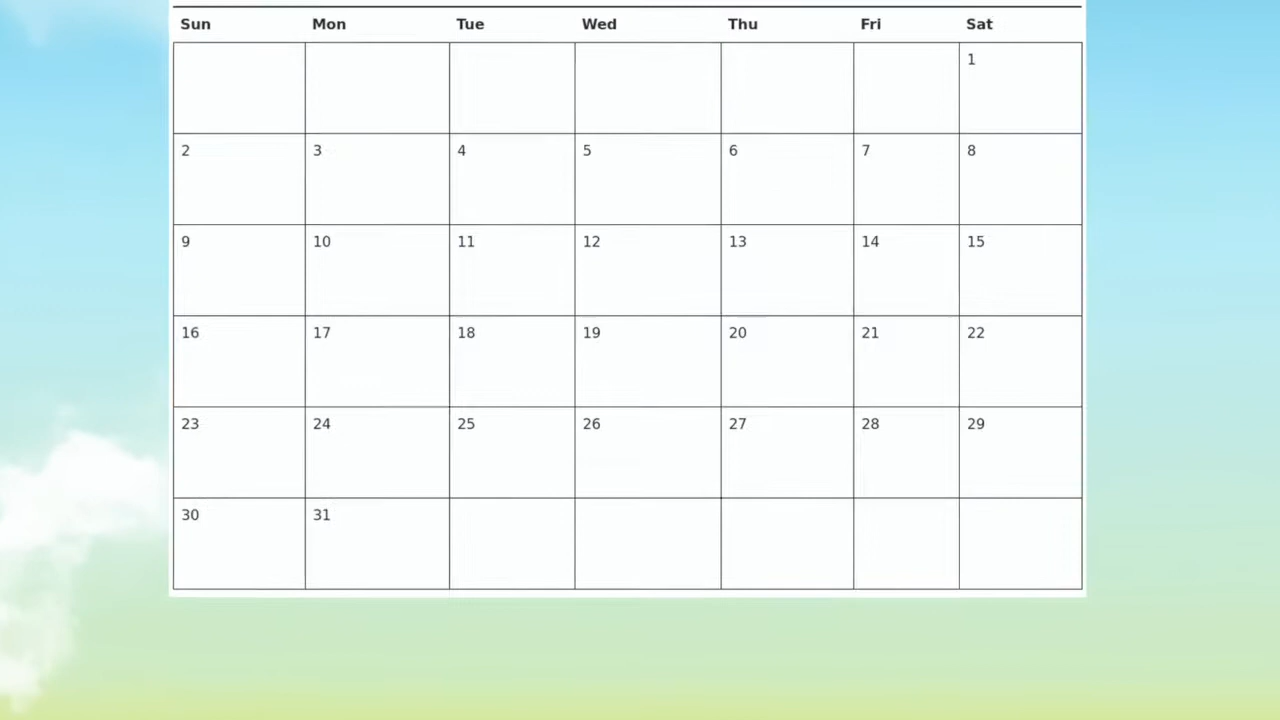 Sun Mon Tue Wed Thu Fri Sat
1
2 3 4 5 6 7 8
9 10 11 12 13 14 15
16 17 18 19 20 21 22
23 24 25 26 27 28 29
30 31